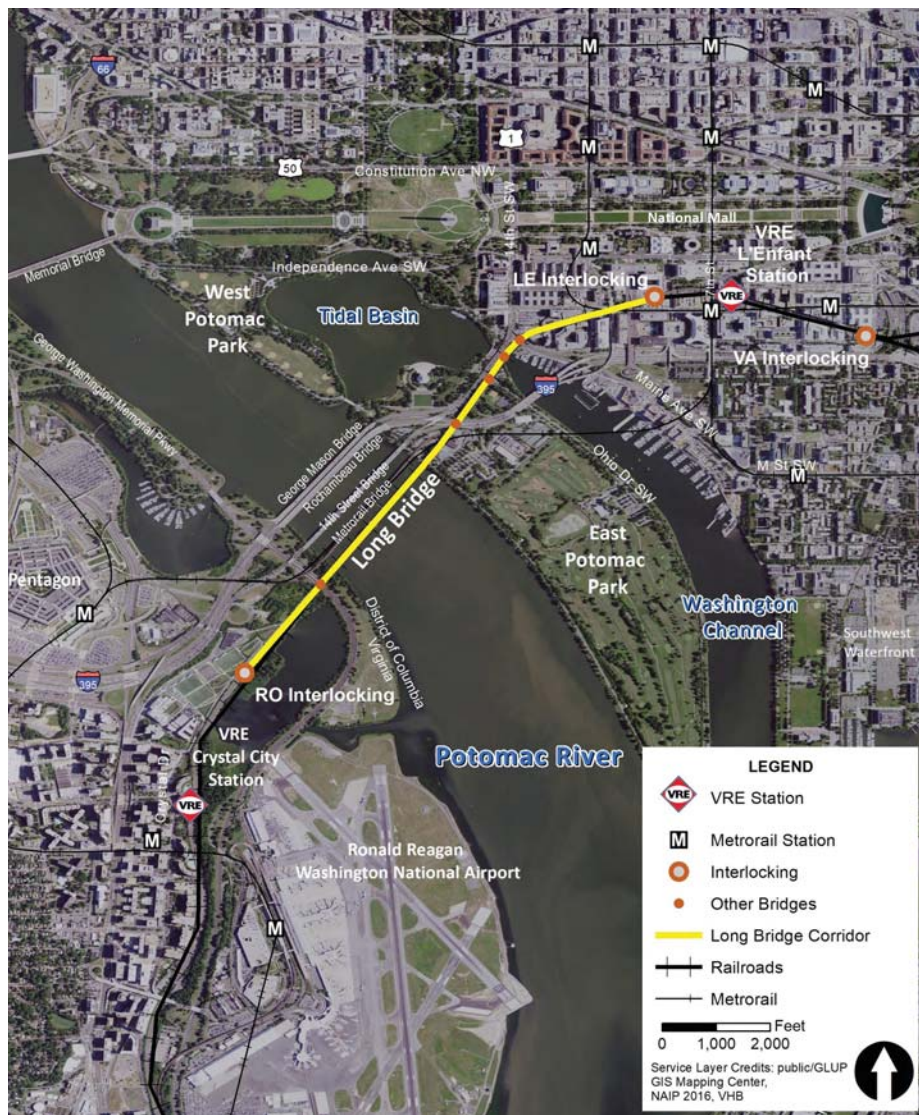 66
M
M
M
1
M
M
50
Constitution Ave NW
14th St SW
National Mall
Memorial Bridge
Independence Ave SW
M
7th St
VRE
L'Enfant
Station
LE Interlocking
VRE
West
Potomac
Park
Tidal Basin
M
M
VA Interlocking
George Washington Memorial Pkwy
395
Maine Ave SW
George Mason Bridge
Rochambeau Bridge
14th Street Bridge
Metrorail Bridge
Long Bridge
Ohio Dr SW
M St SW
M
East
Potomac
Park
Pentagon
M
District of Columbia
Virginia
Washington
Channel
Southwest
Waterfront
395
RO Interlocking
VRE
Crystal City
Station
Potomac River
VRE
M
Ronald Reagan
Washington National Airport
M
LEGEND
VRE VRE Station
M Metrorail Station
Interlocking
Other Bridges
Long Bridge Corridor
Railroads
Metrorail
Feet
0 1,000 2,000
Service Layer Credits: public/GLUP
GIS Mapping Center,
NAIP 2016, VHB